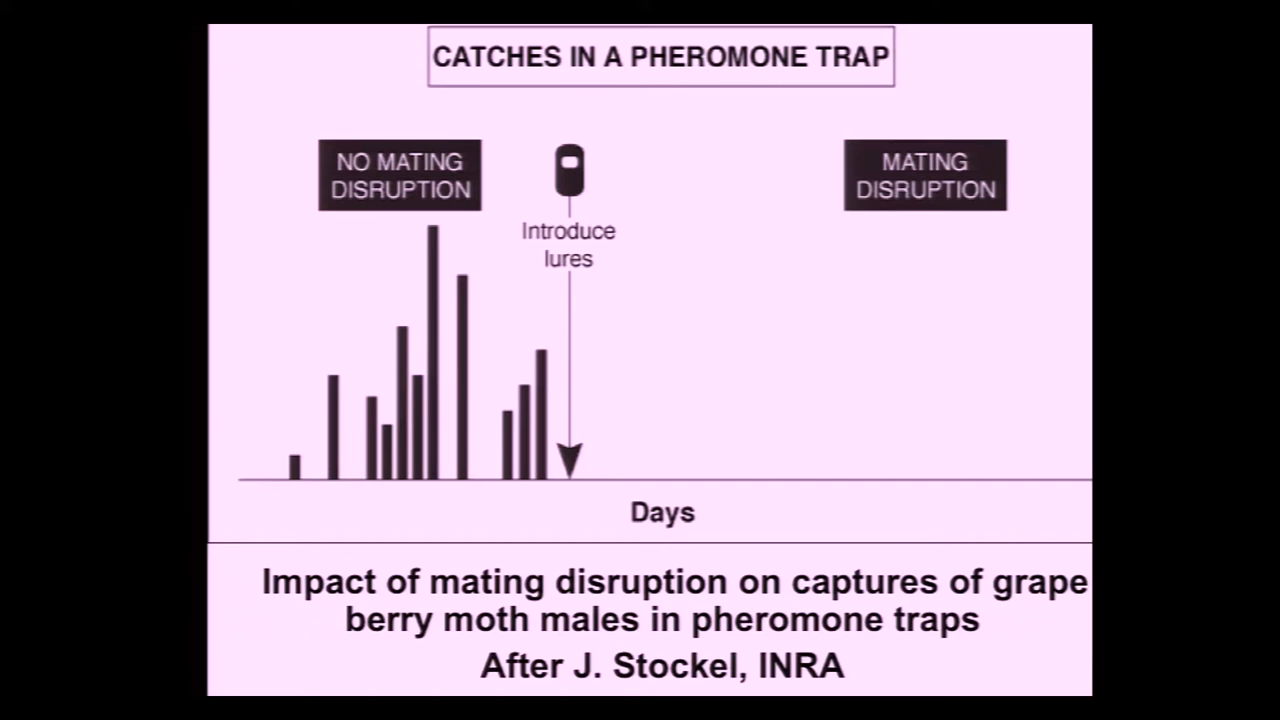 CATCHES IN A PHEROMONE TRAP
NO MATING
DISRUPTION
MATING
DISRUPTION
Introduce
lures
Days
Impact of mating disruption on captures of grape
berry moth males in pheromone traps
After J. Stockel, INRA